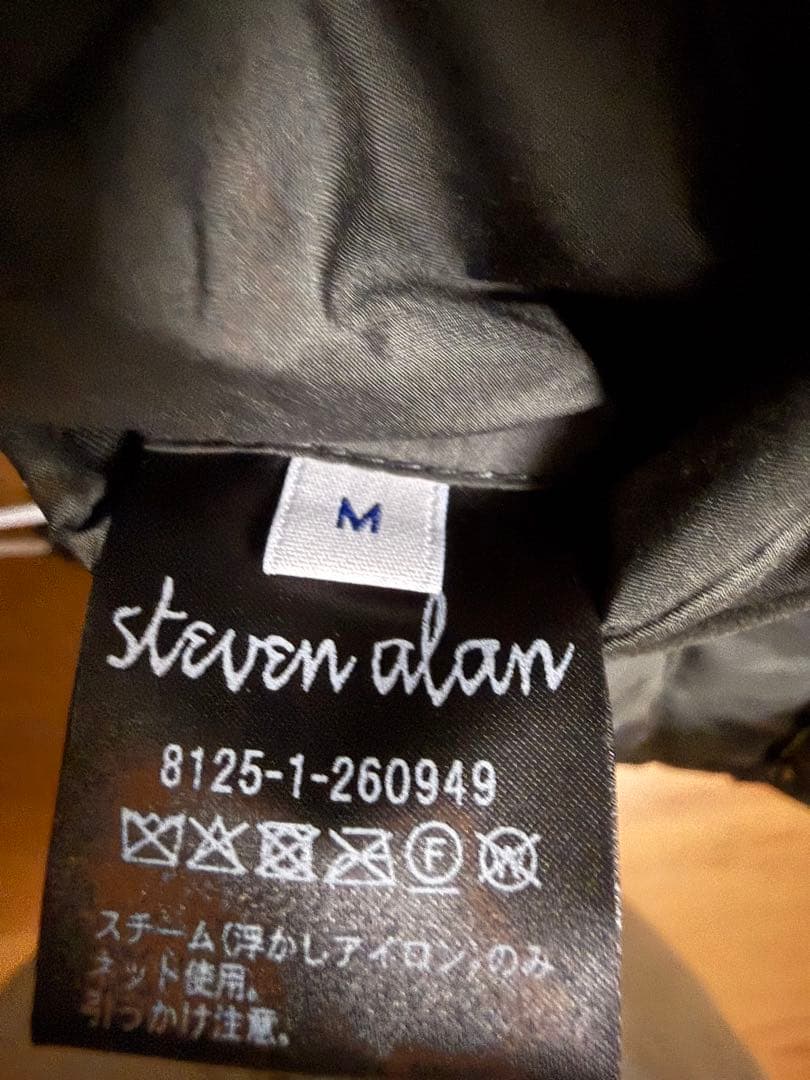 M
steven alan
8125-1-260949
F W
スチーム(浮かしアイロン)のみ
ネット使用。
引っかけ注意。